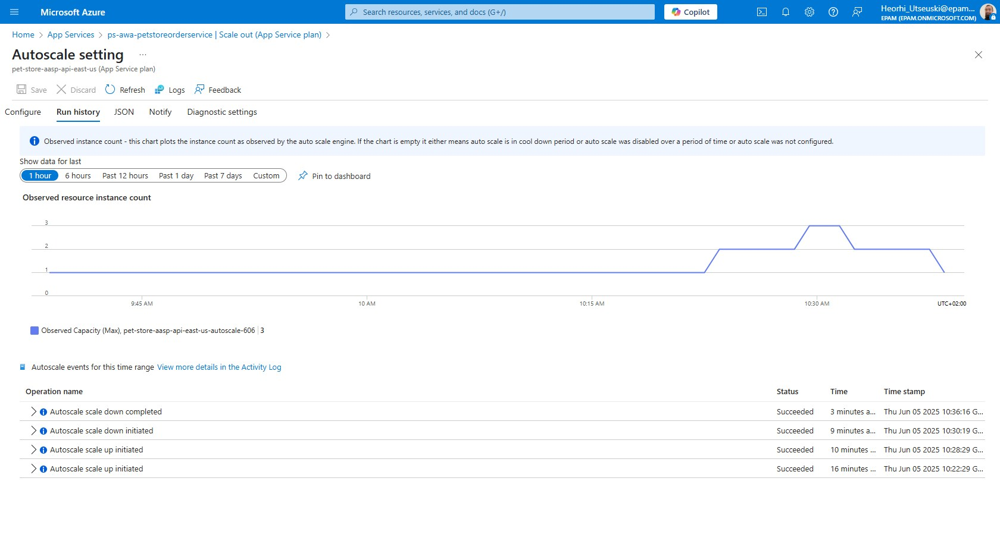 Microsoft Azure
Search resources, services, and docs (G+/)
Copilot
Heorhi_Utseuski@epam...
EPAM (EPAM.ONMICROSOFT.COM)
Home > App Services > ps-awa-petstoreorderservice | Scale out (App Service plan) >
Autoscale setting ...
pet-store-aasp-api-east-us (App Service plan)
Save Discard Refresh Logs Feedback
Configure Run history JSON Notify Diagnostic settings
Observed instance count - this chart plots the instance count as observed by the auto scale engine. If the chart is empty it either means auto scale is in cool down period or auto scale was disabled over a period of time or auto scale was not configured.
Show data for last
1 hour 6 hours Past 12 hours Past 1 day Past 7 days Custom Pin to dashboard
Observed resource instance count
3
2
1
0
9:45 AM 10 AM 10:15 AM 10:30 AM UTC+02:00
Observed Capacity (Max), pet-store-aasp-api-east-us-autoscale-606 | 3
Autoscale events for this time range View more details in the Activity Log
Operation name Status Time Time stamp
Autoscale scale down completed Succeeded 3 minutes a... Thu Jun 05 2025 10:36:16 G...
Autoscale scale down initiated Succeeded 9 minutes a... Thu Jun 05 2025 10:30:19 G...
Autoscale scale up initiated Succeeded 10 minutes ... Thu Jun 05 2025 10:28:29 G...
Autoscale scale up initiated Succeeded 16 minutes ... Thu Jun 05 2025 10:22:29 G...